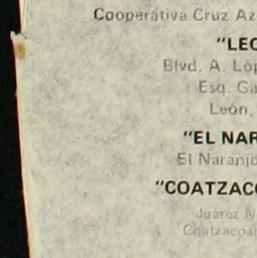 Cooperativa Cruz Az
"LEO
Blvd. A. Lóp
Esq. Ga
León,
"EL NAR
El Naranjo
"COATZACO
Juárez N
Coatzacoal